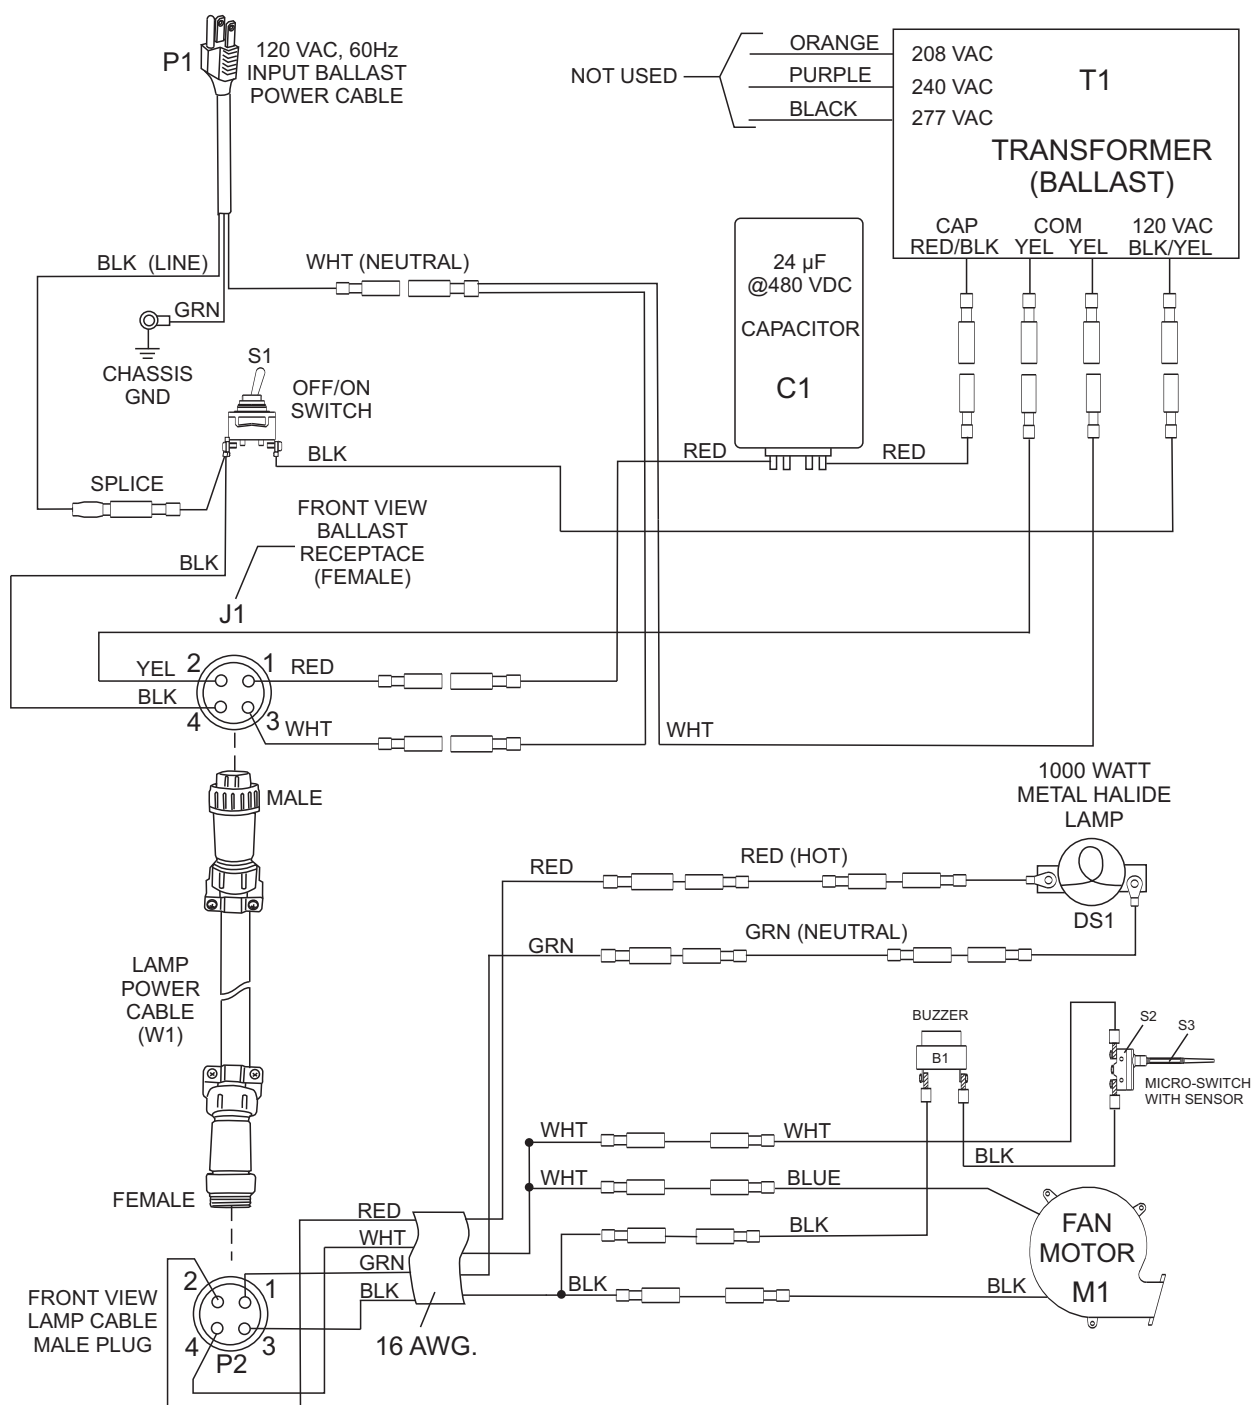 P1
120 VAC, 60Hz
INPUT BALLAST
POWER CABLE
NOT USED
ORANGE
PURPLE
BLACK
208 VAC
240 VAC
277 VAC
T1
TRANSFORMER
(BALLAST)
CAP
RED/BLK
COM
YEL YEL
120 VAC
BLK/YEL
BLK (LINE)
WHT (NEUTRAL)
GRN
CHASSIS
GND
S1
OFF/ON
SWITCH
24 µF
@480 VDC
CAPACITOR
C1
RED
RED
BLK
SPLICE
FRONT VIEW
BALLAST
RECEPTACE
(FEMALE)
BLK
J1
YEL
2
1
RED
BLK
4
3
WHT
WHT
MALE
1000 WATT
METAL HALIDE
LAMP
RED
RED (HOT)
DS1
GRN
GRN (NEUTRAL)
LAMP
POWER
CABLE
(W1)
BUZZER
B1
S2
S3
MICRO-SWITCH
WITH SENSOR
WHT
WHT
BLK
WHT
BLUE
FEMALE
RED
BLK
WHT
GRN
BLK
BLK
BLK
FAN
MOTOR
M1
2
1
FRONT VIEW
LAMP CABLE
MALE PLUG
4
3
P2
16 AWG.